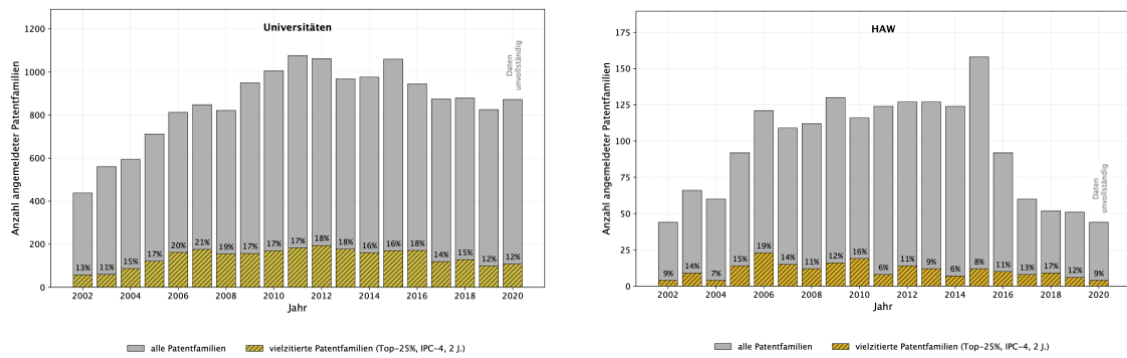 Universitäten
Anzahl angemeldeter Patentfamilien
1200
1000
800
600
400
200
0
13% 11% 15% 17% 20% 21% 19% 17% 17% 17% 18% 18% 16% 16% 18% 14% 15% 12% 12%
Daten
unvollständig
2002 2004 2006 2008 2010 2012 2014 2016 2018 2020
Jahr
alle Patentfamilien
vielzitierte Patentfamilien (Top-25%, IPC-4, 2 J.)
HAW
Anzahl angemeldeter Patentfamilien
175
150
125
100
75
50
25
0
9% 14% 7% 15% 19% 14% 11% 12% 16% 6% 11% 9% 6% 8% 11% 13% 17% 12% 9%
Daten
unvollständig
2002 2004 2006 2008 2010 2012 2014 2016 2018 2020
Jahr
alle Patentfamilien
vielzitierte Patentfamilien (Top-25%, IPC-4, 2 J.)